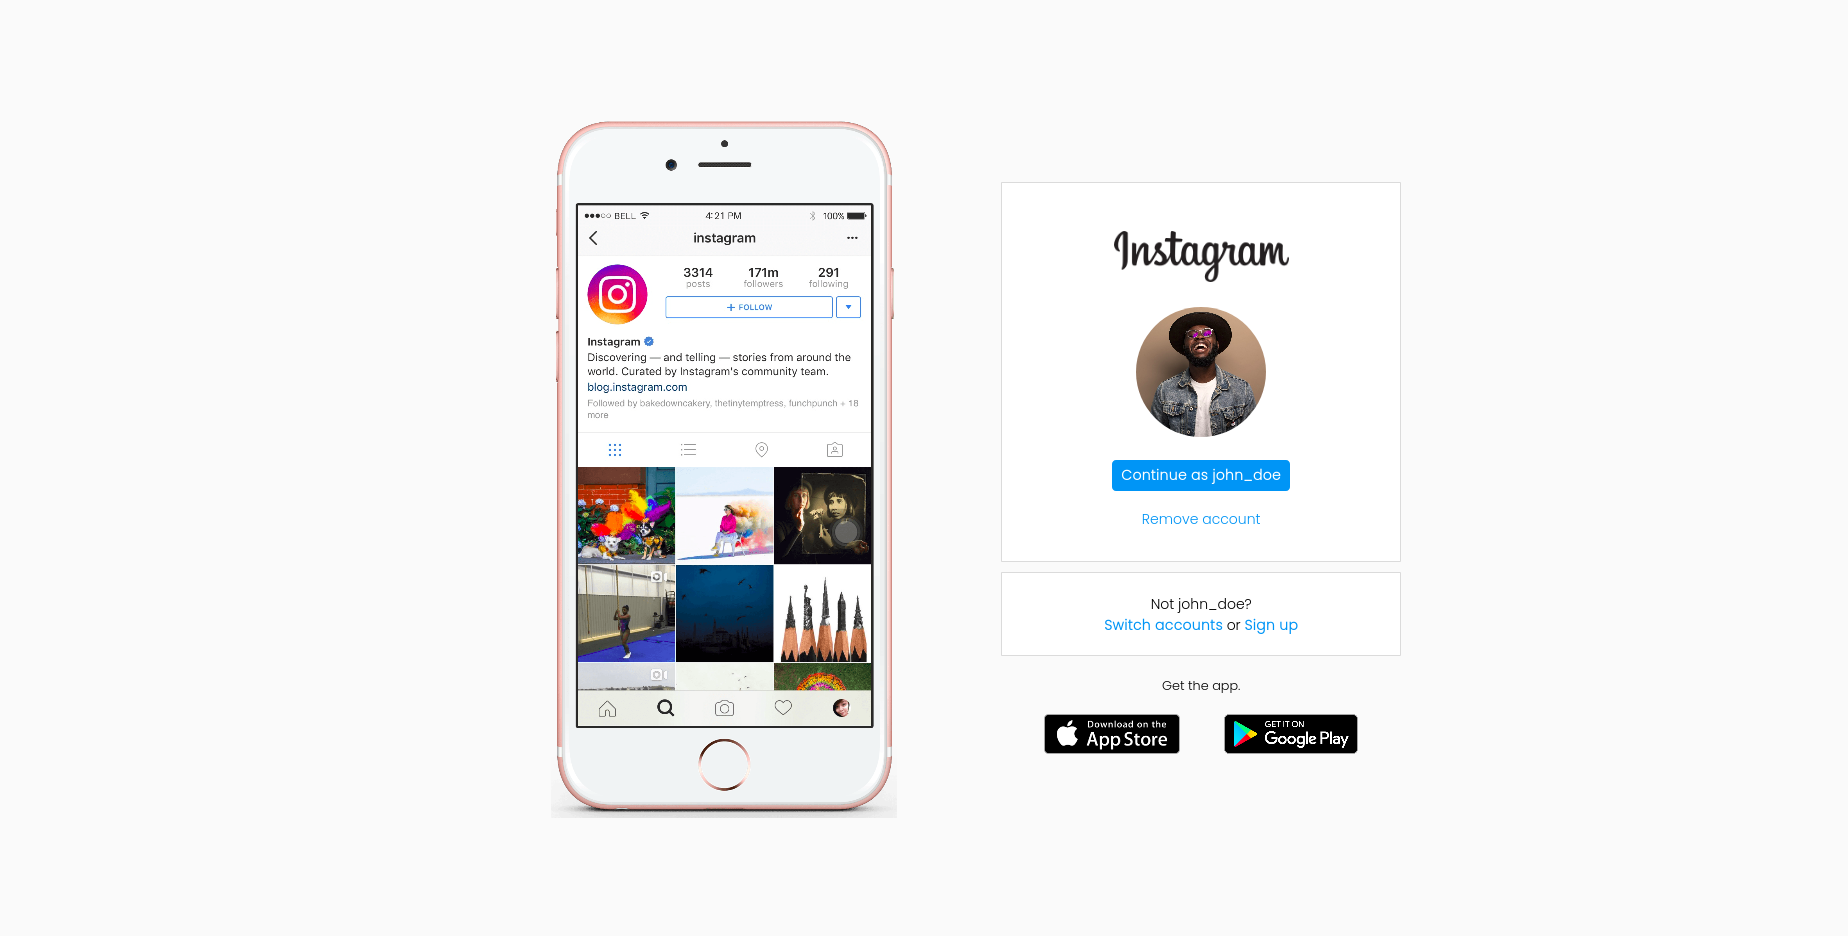 BELL
4:21 PM
100%
instagram
3314
171m
291
posts
followers
following
+ FOLLOW
Instagram
Discovering — and telling — stories from around the
world. Curated by Instagram's community team.
blog.instagram.com
Followed by bakedowncakery, thetinytemptress, funchpunch + 18
more
Instagram
Continue as john_doe
Remove account
Not john_doe?
Switch accounts or Sign up
Get the app.
Download on the
App Store
GET IT ON
Google Play